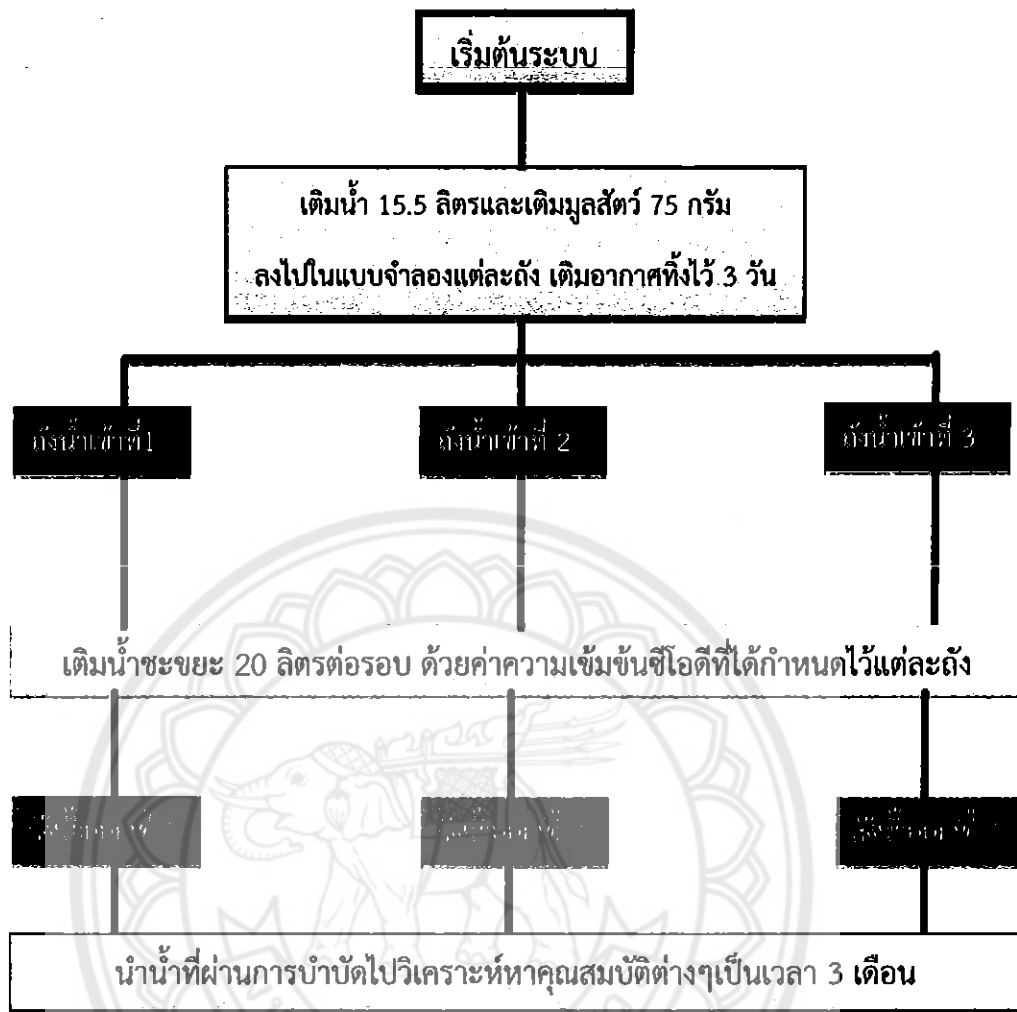 เริ่มต้นระบบ
เติมน้ำ 15.5 ลิตรและเติมมูลสัตว์ 75 กรัม
ลงไปในแบบจำลองแต่ละถัง เติมอากาศทิ้งไว้ 3 วัน
ถังน้ำเข้าที่1
ถังน้ำเข้าที่ 2
ถังน้ำเข้าที่ 3
เติมน้ำชะขยะ 20 ลิตรต่อรอบ ด้วยค่าความเข้มข้นซีโอดีที่ได้กำหนดไว้แต่ละถัง
นำน้ำที่ผ่านการบำบัดไปวิเคราะห์หาคุณสมบัติต่างๆเป็นเวลา 3 เดือน